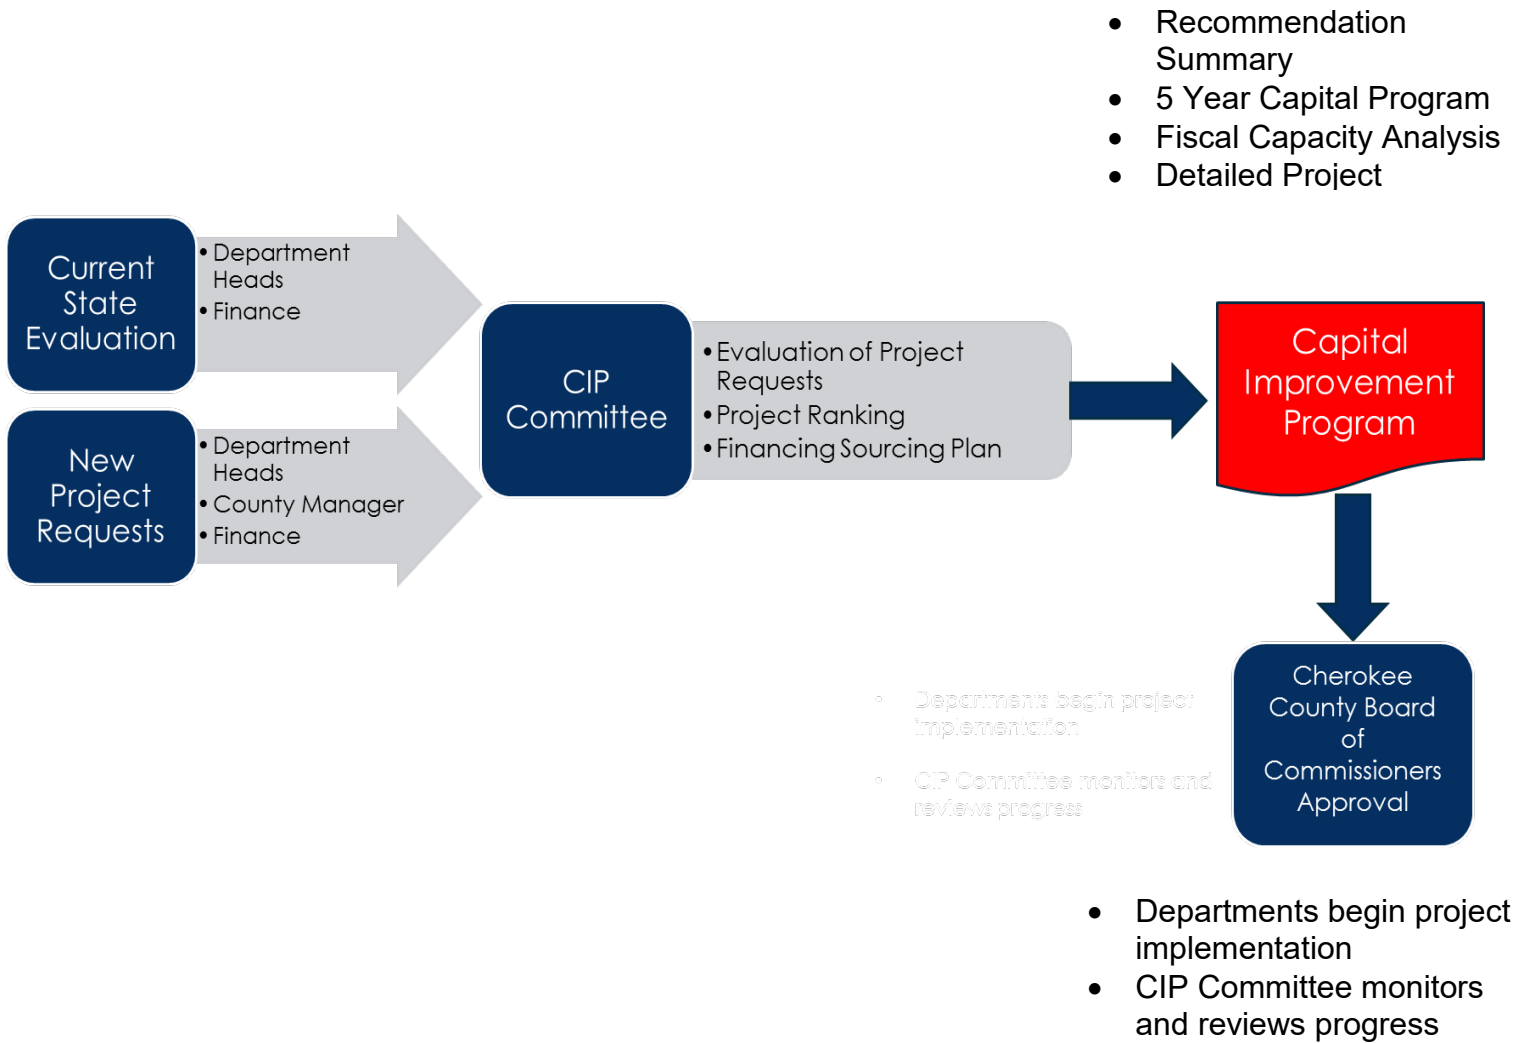 • Recommendation
Summary
• 5 Year Capital Program
• Fiscal Capacity Analysis
• Detailed Project
Current
State
Evaluation
• Department
Heads
• Finance
New
Project
Requests
• Department
Heads
• County Manager
• Finance
CIP
Committee
• Evaluation of Project
Requests
• Project Ranking
• Financing Sourcing Plan
Capital
Improvement
Program
Cherokee
County Board
of
Commissioners
Approval
• Departments begin project
implementation
• CIP Committee monitors and
reviews progress
• Departments begin project
implementation
• CIP Committee monitors
and reviews progress